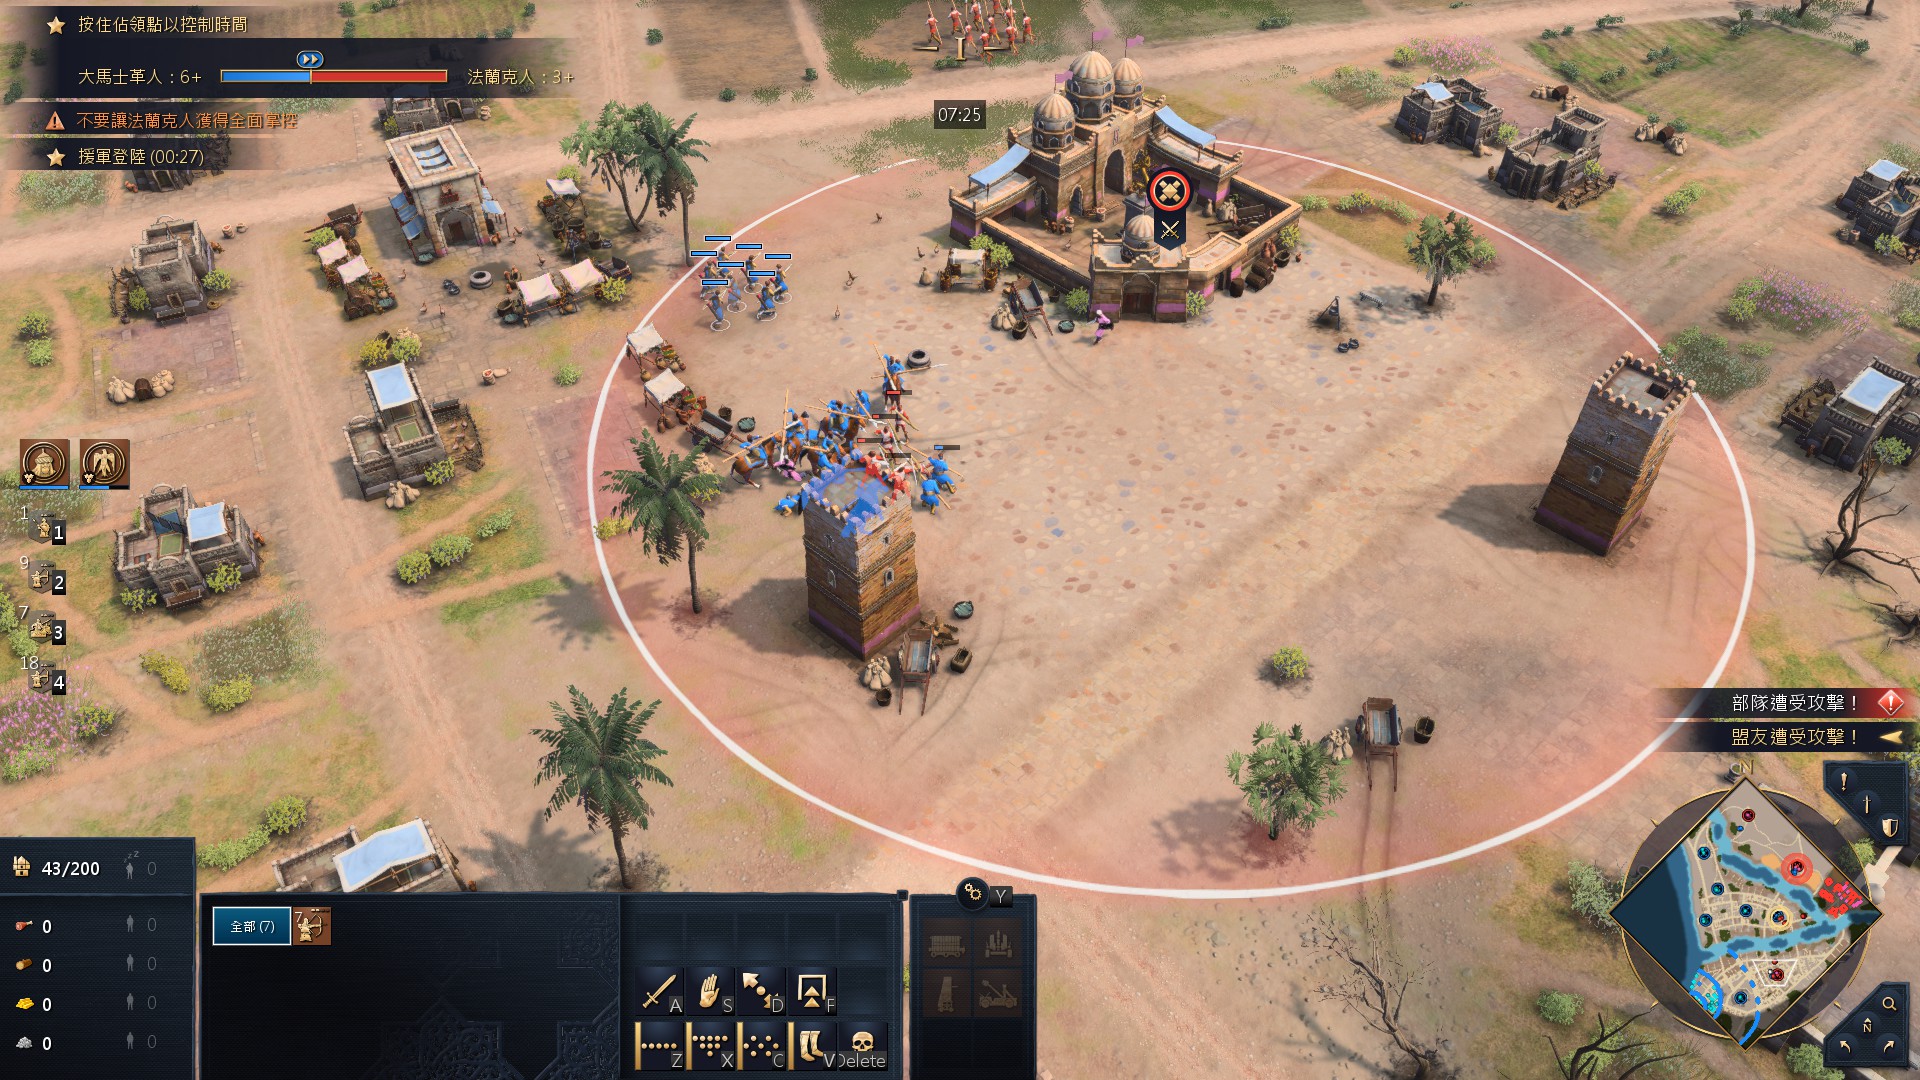 按住佔領點以控制時間
大馬士革人：6+
法蘭克人：3+
不要讓法蘭克人獲得全面掌控
援軍登陸 (00:27)
07:25
1
1
9
2
7
3
18
4
部隊遭受攻擊！
盟友遭受攻擊！
N
43/200
0
0
0
0
0
0
0
0
0
全部 (7)
7
A
S
D
F
Z
X
C
V
Delete
Y
N